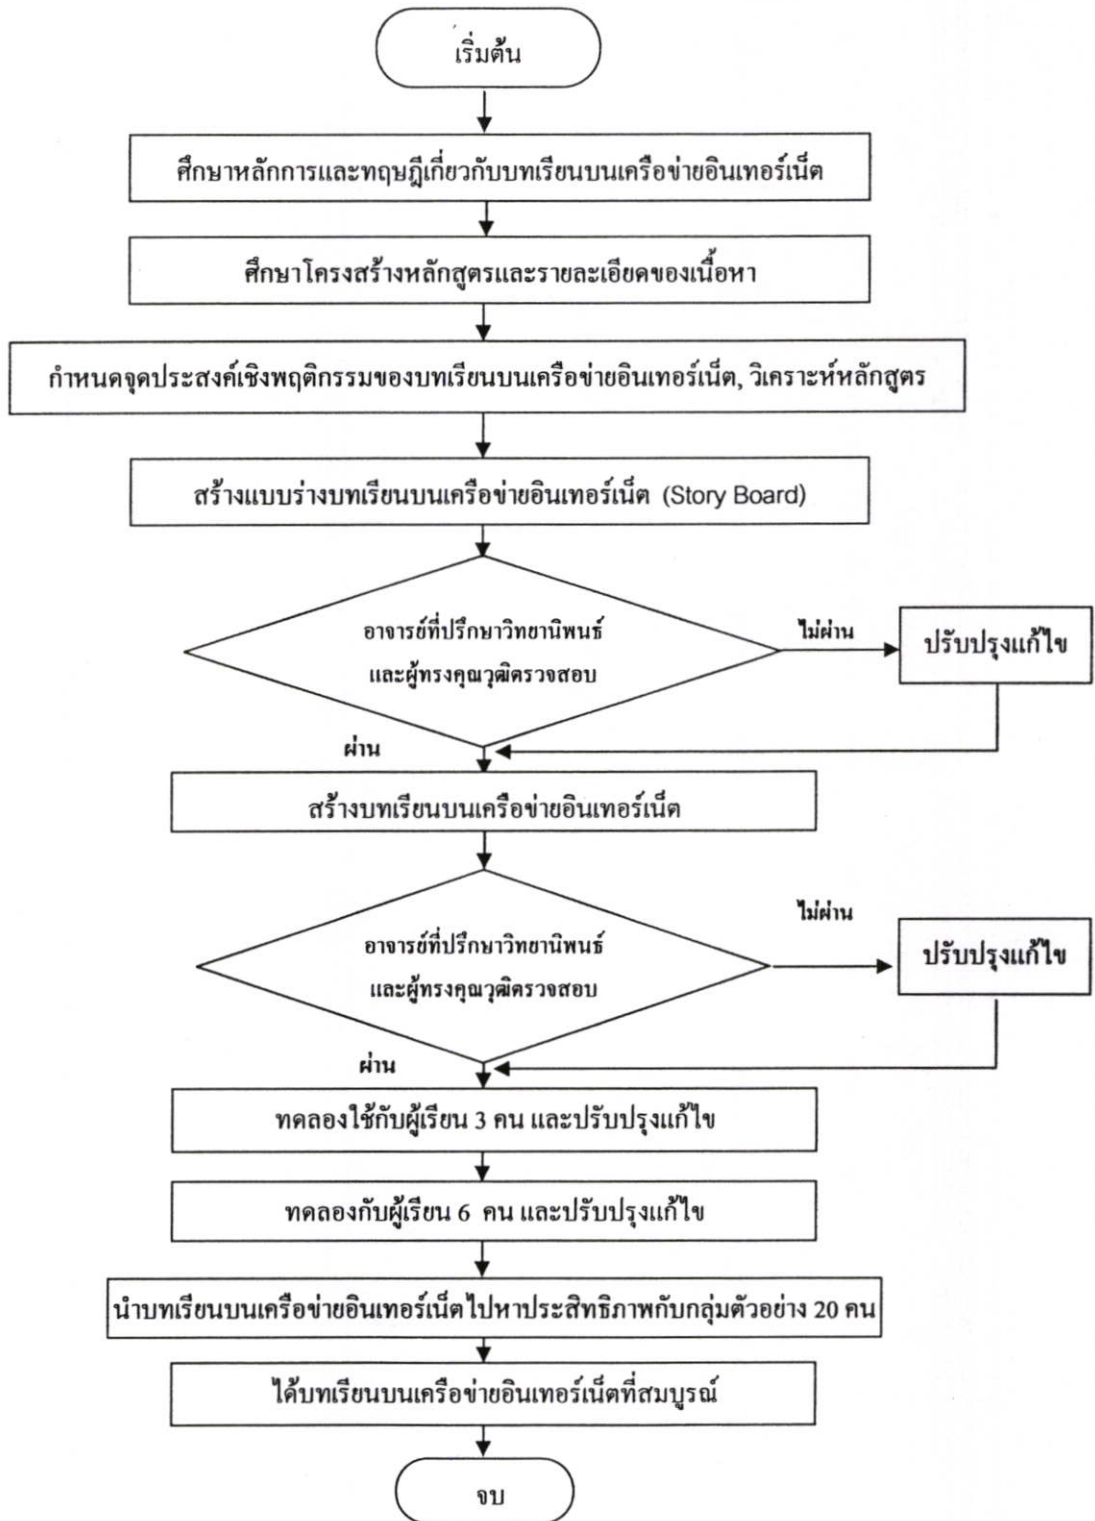 เริ่มต้น
ศึกษาหลักการและทฤษฎีเกี่ยวกับบทเรียนบนเครือข่ายอินเทอร์เน็ต
ศึกษาโครงสร้างหลักสูตรและรายละเอียดของเนื้อหา
กำหนดจุดประสงค์เชิงพฤติกรรมของบทเรียนบนเครือข่ายอินเทอร์เน็ต, วิเคราะห์หลักสูตร
สร้างแบบร่างบทเรียนบนเครือข่ายอินเทอร์เน็ต (Story Board)
อาจารย์ที่ปรึกษาวิทยานิพนธ์
และผู้ทรงคุณวุฒิตรวจสอบ
ไม่ผ่าน
ปรับปรุงแก้ไข
ผ่าน
สร้างบทเรียนบนเครือข่ายอินเทอร์เน็ต
อาจารย์ที่ปรึกษาวิทยานิพนธ์
และผู้ทรงคุณวุฒิตรวจสอบ
ไม่ผ่าน
ปรับปรุงแก้ไข
ผ่าน
ทดลองใช้กับผู้เรียน 3 คน และปรับปรุงแก้ไข
ทดลองกับผู้เรียน 6 คน และปรับปรุงแก้ไข
นำบทเรียนบนเครือข่ายอินเทอร์เน็ตไปหาประสิทธิภาพกับกลุ่มตัวอย่าง 20 คน
ได้บทเรียนบนเครือข่ายอินเทอร์เน็ตที่สมบูรณ์
จบ